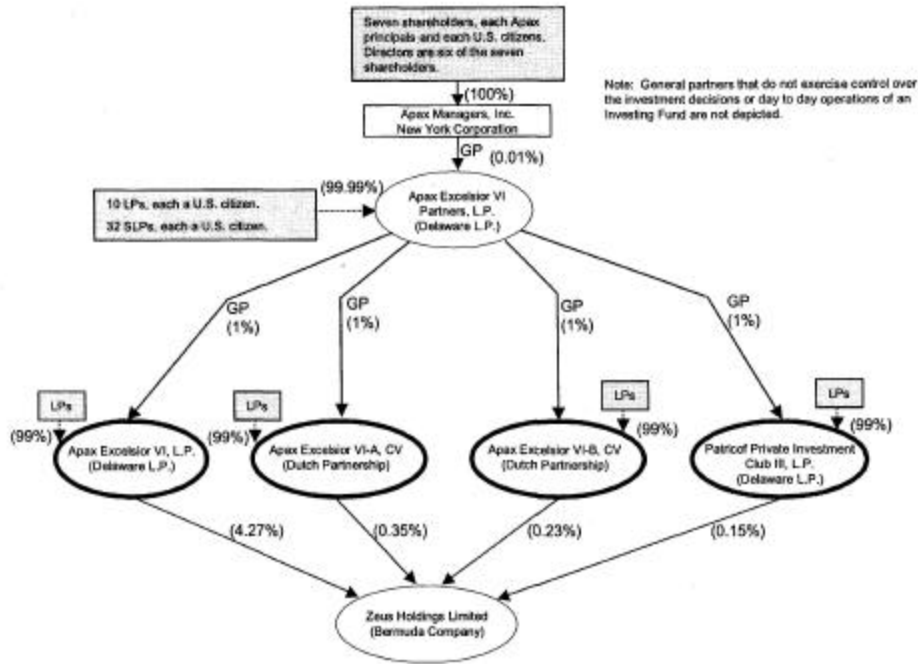 Seven shareholders, each Apax
principals and each U.S. citizens.
Directors are six of the seven
shareholders.
Note: General partners that do not exercise control over
the investment decisions or day to day operations of an
Investing Fund are not depicted.
(100%)
Apax Managers, Inc.
New York Corporation
GP
(0.01%)
(99.99%)
10 LPs, each a U.S. citizen.
32 SLPs, each a U.S. citizen.
Apax Excelsior VI
Partners, L.P.
(Delaware L.P.)
GP
(1%)
GP
(1%)
GP
(1%)
GP
(1%)
LPs
LPs
LPs
LPs
(99%)
(99%)
(99%)
(99%)
Apax Excelsior VI, L.P.
(Delaware L.P.)
Apax Excelsior VI-A, CV
(Dutch Partnership)
Apax Excelsior VI-B, CV
(Dutch Partnership)
Patricof Private Investment
Club III, L.P.
(Delaware L.P.)
(4.27%)
(0.35%)
(0.23%)
(0.15%)
Zeus Holdings Limited
(Bermuda Company)